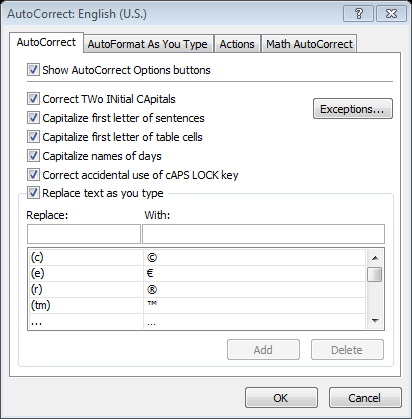 AutoCorrect: English (U.S.)
AutoCorrect AutoFormat As You Type Actions Math AutoCorrect
Show AutoCorrect Options buttons
Correct TWo INitial CApitals
Exceptions...
Capitalize first letter of sentences
Capitalize first letter of table cells
Capitalize names of days
Correct accidental use of cAPS LOCK key
Replace text as you type
Replace: With:
(c) ©
(e) €
(r) ®
(tm) ™
... …
Add Delete
OK Cancel